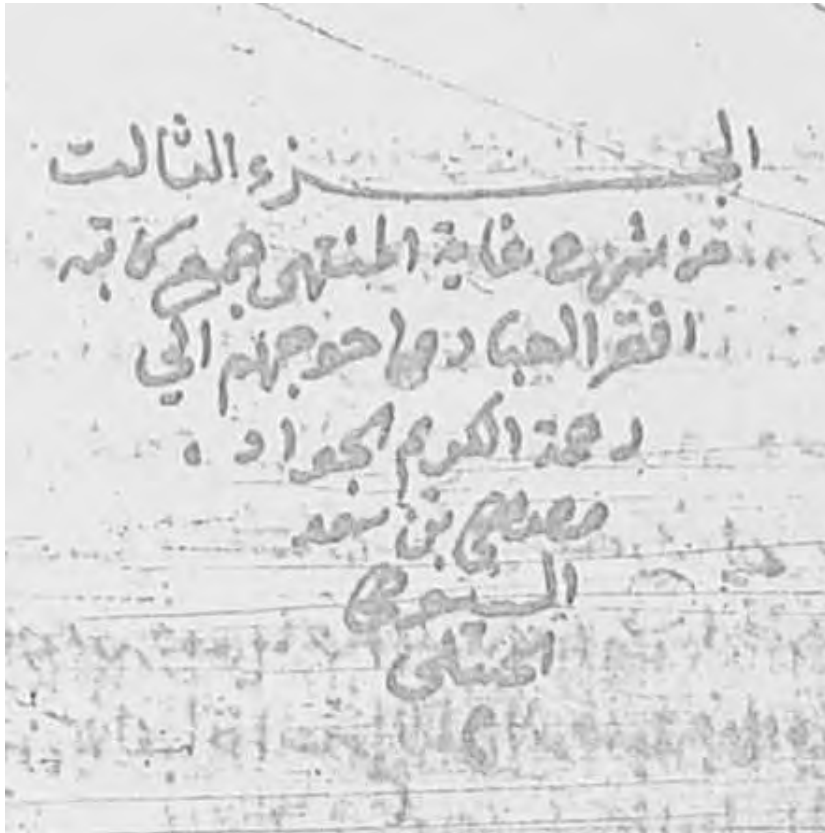 الجزء الثالث
من شرح غاية المنتهى جمع كاتبه
افقر العباد واحوجهم الي
رحمة الكريم الجواد
مصطفى بن سعد
السيوطي
الحنبلي